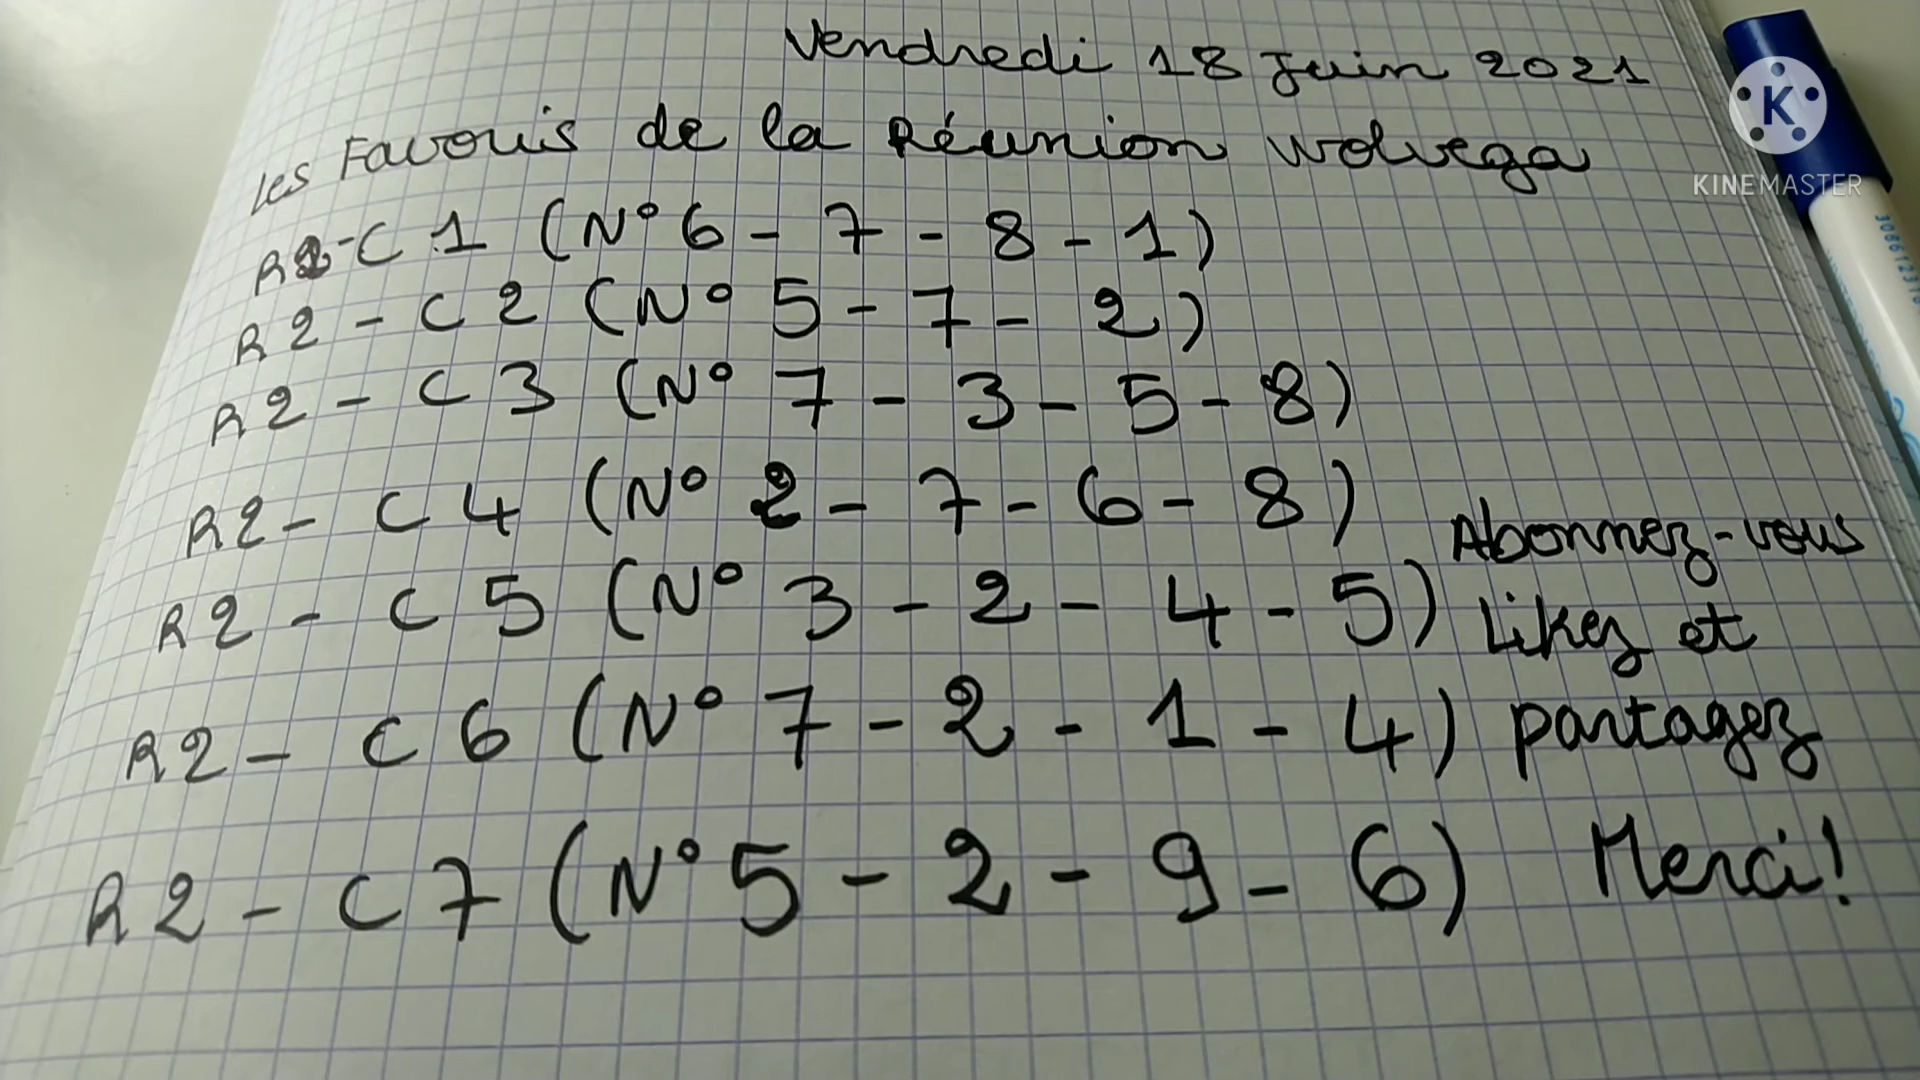 Vendredi 18 Juin 2021
Les Favoris de la Réunion wolvega
R2-C1 (N° 6 - 7 - 8 - 1)
R2 - C2 (N° 5 - 7 - 2)
R2 - C3 (N° 7 - 3 - 5 - 8)
R2 - C4 (N° 2 - 7 - 6 - 8)
R2 - C5 (N° 3 - 2 - 4 - 5)
R2 - C6 (N° 7 - 2 - 1 - 4)
R2 - C7 (N° 5 - 2 - 9 - 6)
Abonnez-vous
Likez et
partagez
Merci!
K
KINEMASTER